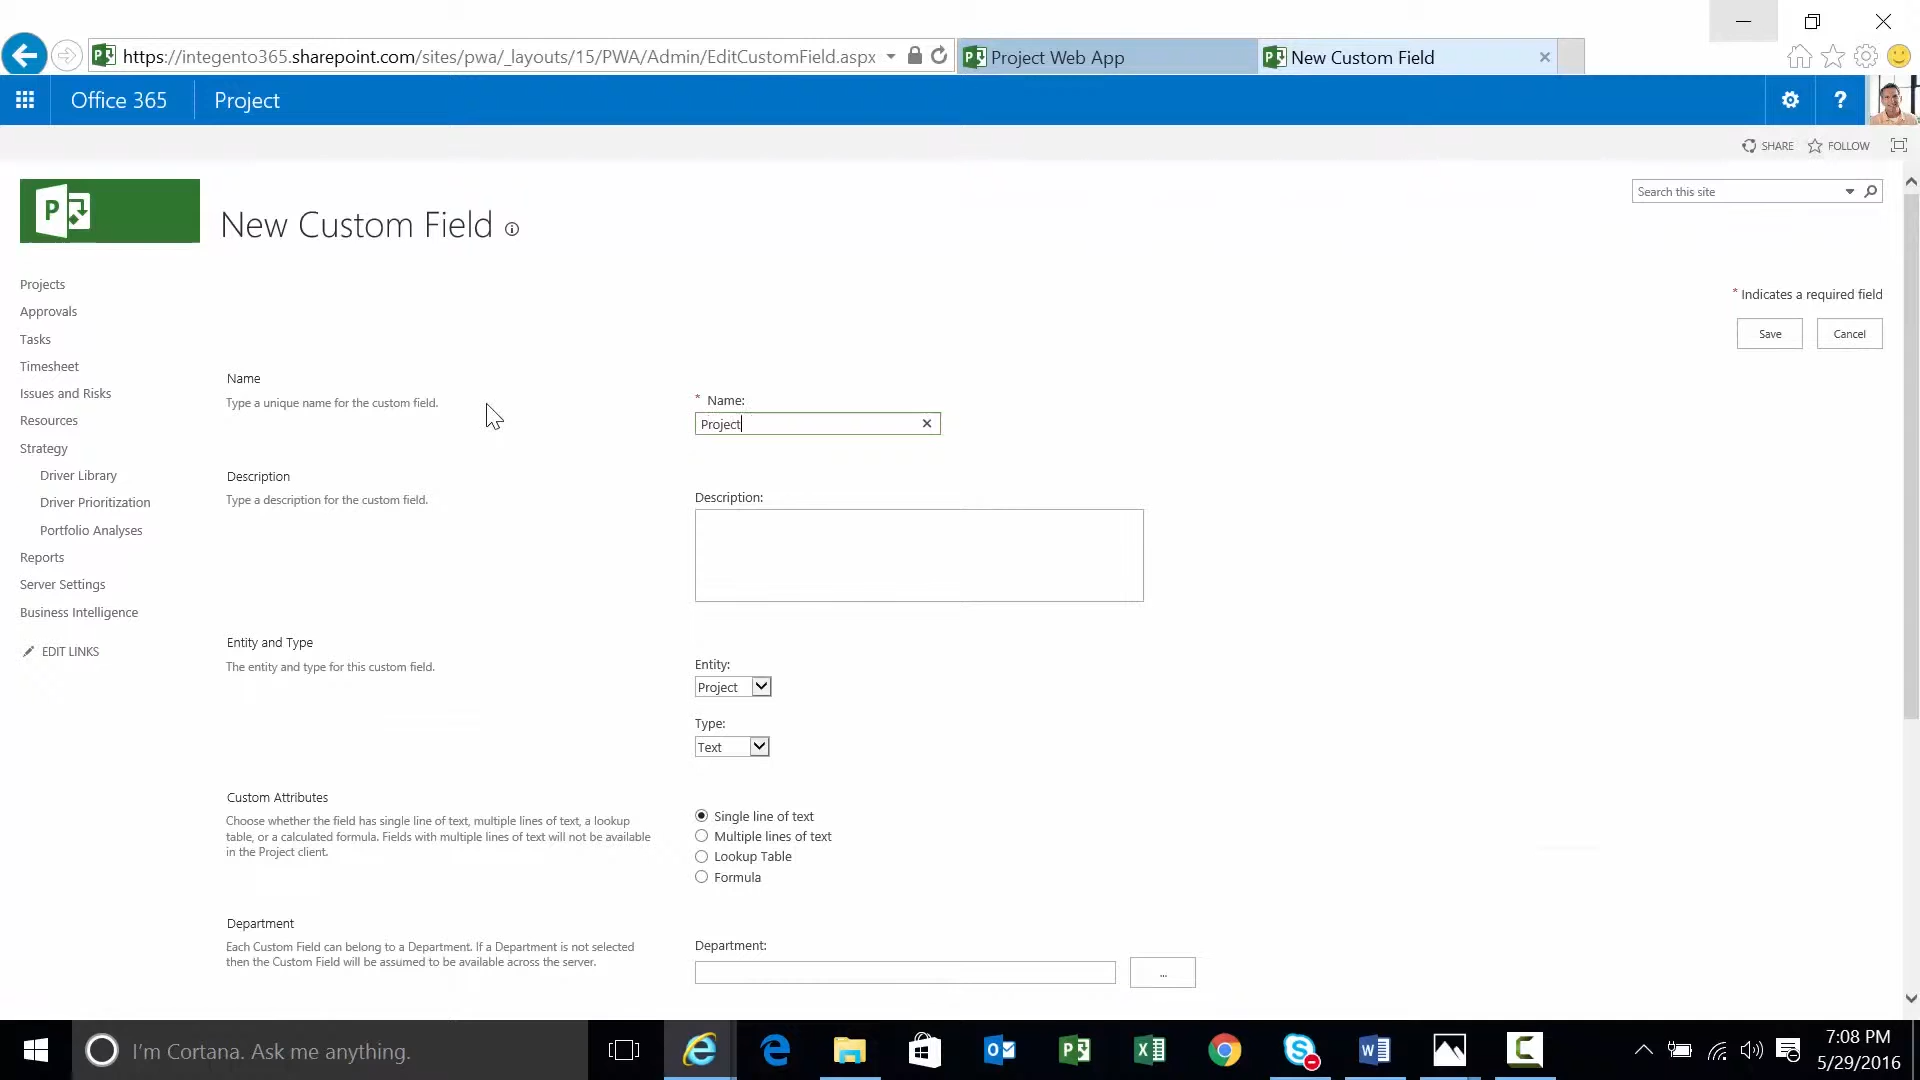 https://integento365.sharepoint.com/sites/pwa/_layouts/15/PWA/Admin/EditCustomField.aspx
Project Web App
New Custom Field
Office 365
Project
?
SHARE
FOLLOW
P
New Custom Field
Search this site
Projects
Approvals
Tasks
Timesheet
Issues and Risks
Resources
Strategy
Driver Library
Driver Prioritization
Portfolio Analyses
Reports
Server Settings
Business Intelligence
EDIT LINKS
* Indicates a required field
Save
Cancel
Name
Type a unique name for the custom field.
* Name:
Project
Description
Type a description for the custom field.
Description:
Entity and Type
The entity and type for this custom field.
Entity:
Project
Type:
Text
Custom Attributes
Choose whether the field has single line of text, multiple lines of text, a lookup
table, or a calculated formula. Fields with multiple lines of text will not be available
in the Project client.
Single line of text
Multiple lines of text
Lookup Table
Formula
Department
Each Custom Field can belong to a Department. If a Department is not selected
then the Custom Field will be assumed to be available across the server.
Department:
...
I'm Cortana. Ask me anything.
7:08 PM
5/29/2016